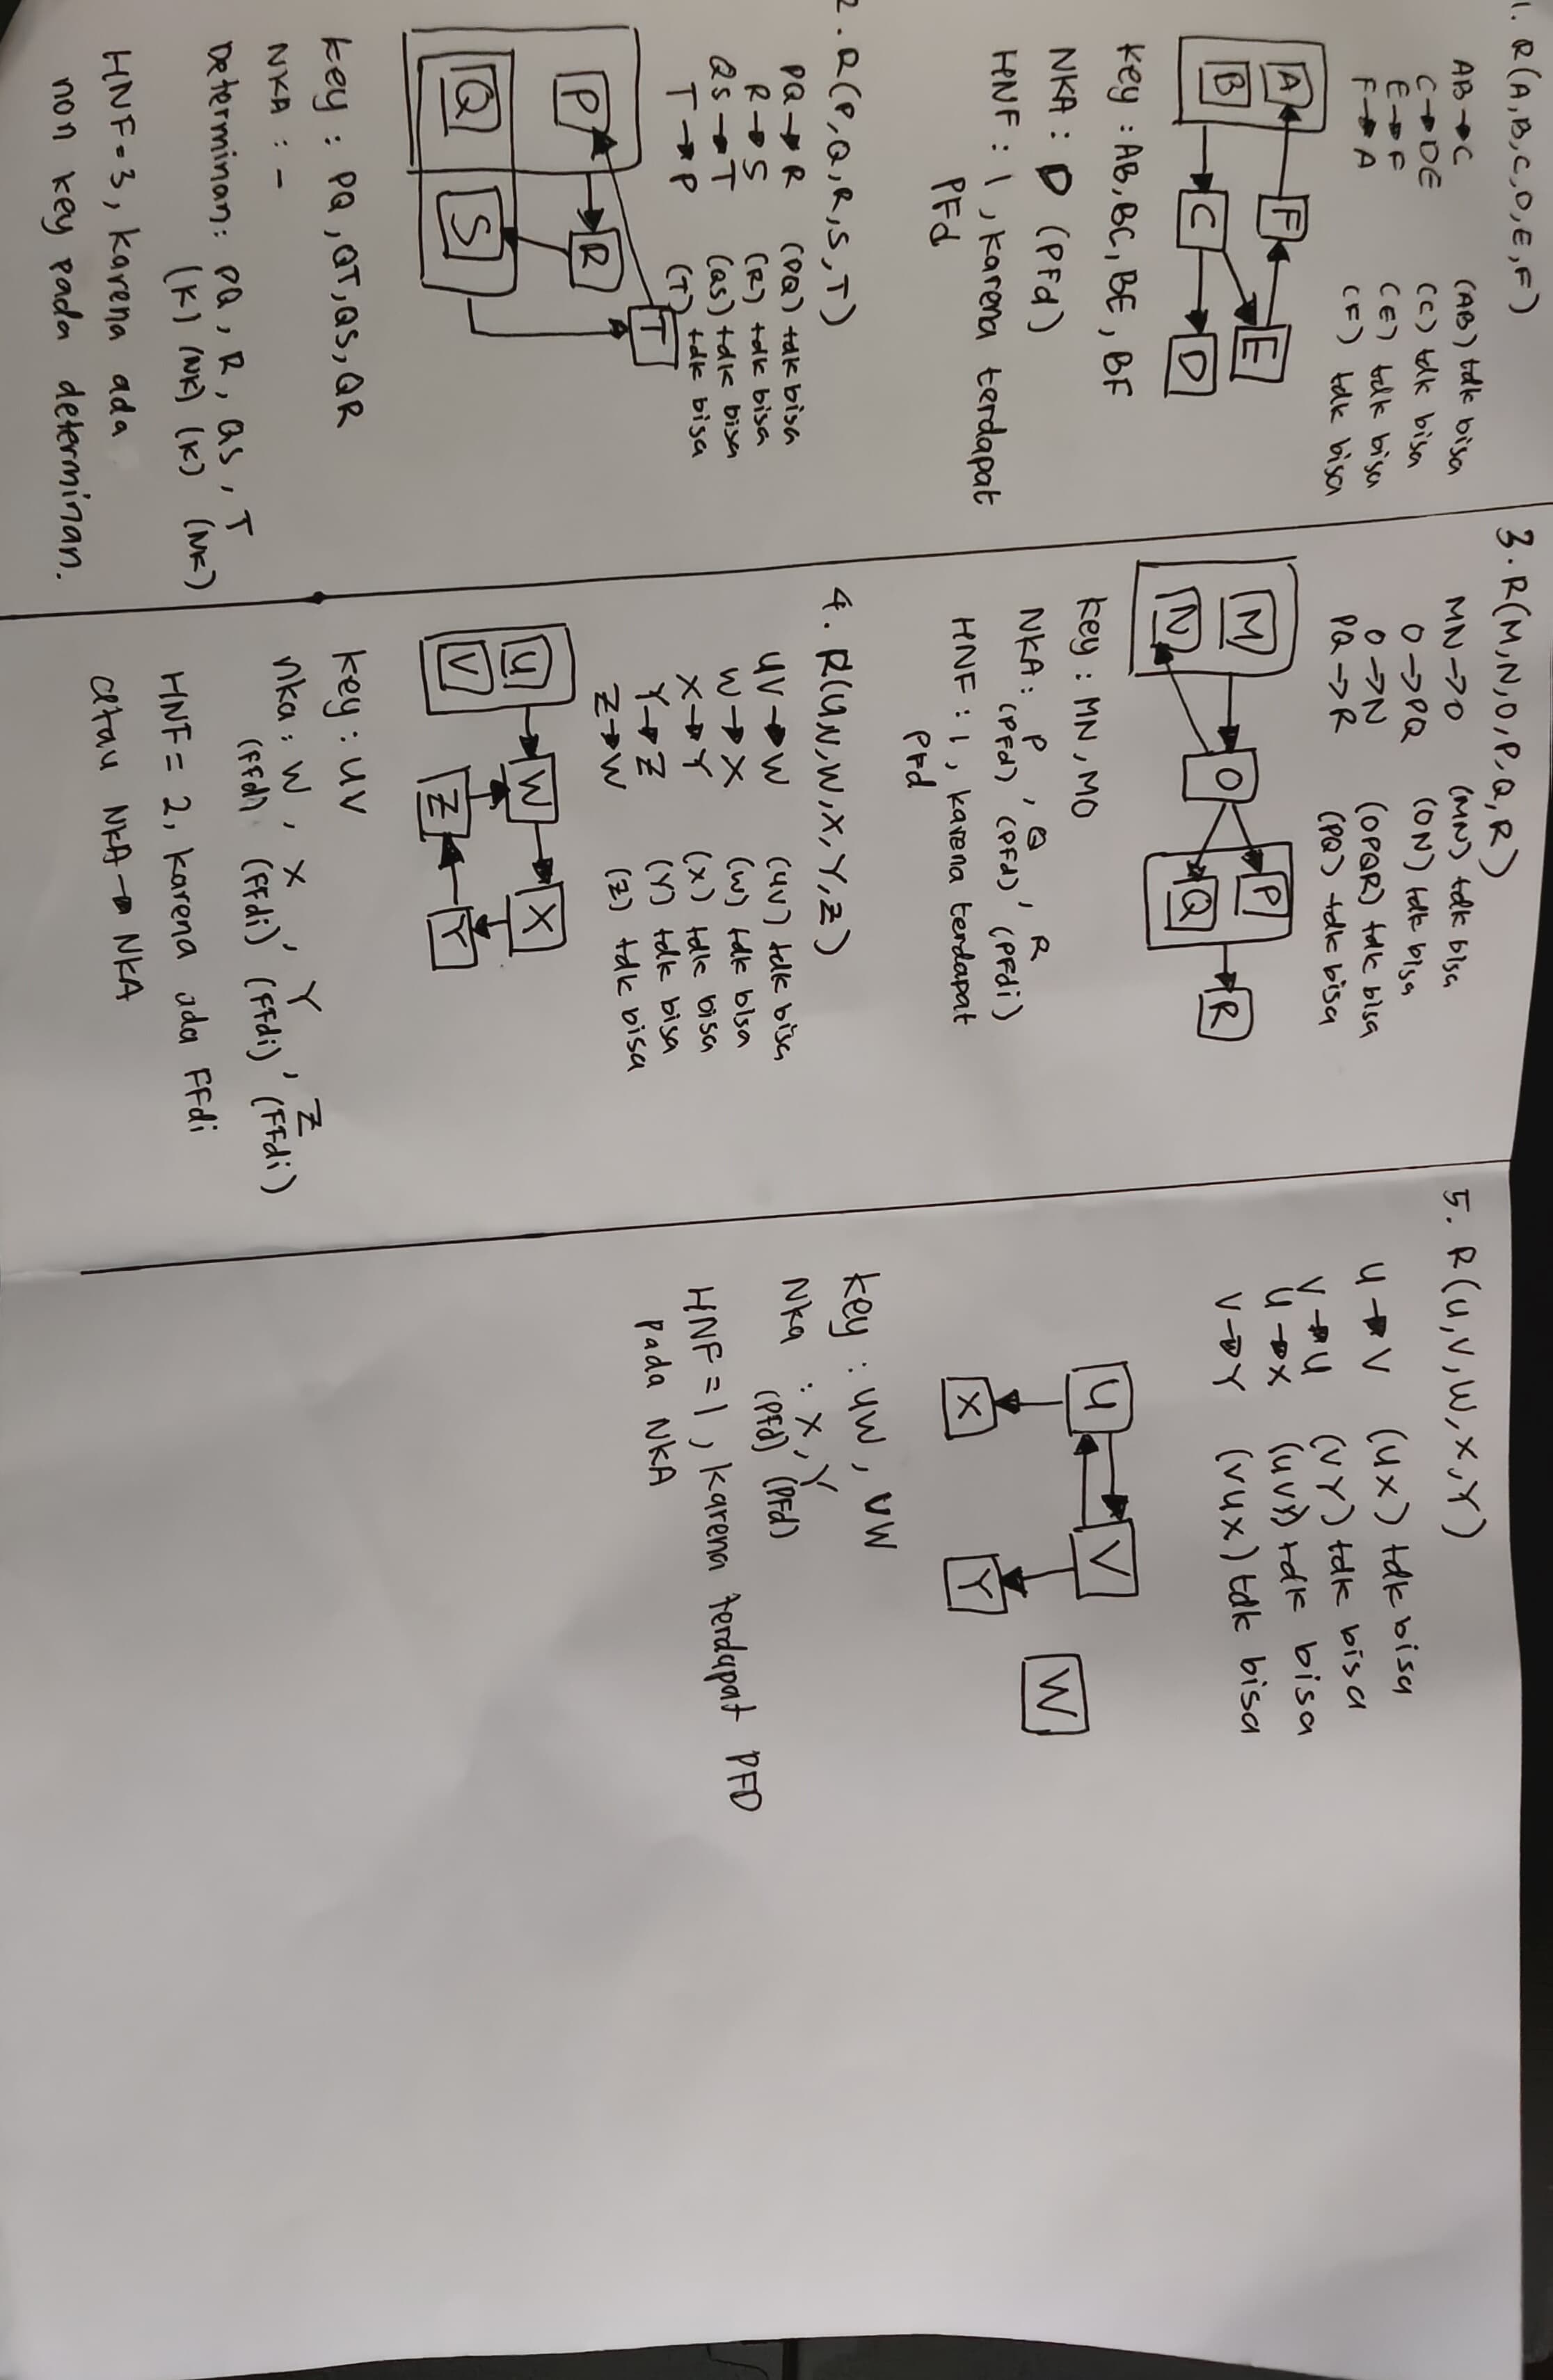 1. R(A,B,C,D,E,F)
AB→C (AB) tdk bisa
C→DE (C) tdk bisa
E→F (E) tdk bisa
F→A (F) tdk bisa
A
F
E
B
C
D
Key : AB, BC, BE, BF
NKA : D (PFd)
HNF : 1, karena terdapat
PFd
2. R(P,Q,R,S,T)
PQ→R (PQ) tdk bisa
R→S (R) tdk bisa
QS→T (QS) tdk bisa
T→P (T) tdk bisa
P
R
T
Q
S
Key : PQ, QT, QS, QR
NKA : -
Determinan : PQ, R, QS, T
(K) (NK) (K) (NK)
HNF=3, karena ada
non key pada determinan.
3. R(M,N,O,P,Q,R)
MN→O (MN) tdk bisa
O→PQ (ON) tdk bisa
O→N (OPQR) tdk bisa
PQ→R (PQ) tdk bisa
M
N
O
P
Q
R
Key : MN, MO
NKA : P, Q, R
(PFd) (PFd) (PFdi)
HNF : 1, karena terdapat
PFd
4. R(U,V,W,X,Y,Z)
UV→W (UV) tdk bisa
W→X (W) tdk bisa
X→Y (X) tdk bisa
Y→Z (Y) tdk bisa
Z→W (Z) tdk bisa
U
W
X
V
Z
Y
Key : UV
nka : W, X, Y, Z
(FFd) (FFdi) (FFdi) (FFdi)
HNF = 2, karena ada FFdi
atau NKA→NKA
5. R(U,V,W,X,Y)
U→V (UX) tdk bisa
V→U (VY) tdk bisa
U→X (UVY) tdk bisa
V→Y (VUX) tdk bisa
U
V
W
X
Y
Key : UW, VW
Nka : X, Y
(PFd) (PFd)
HNF = 1, karena terdapat PFD
pada NKA